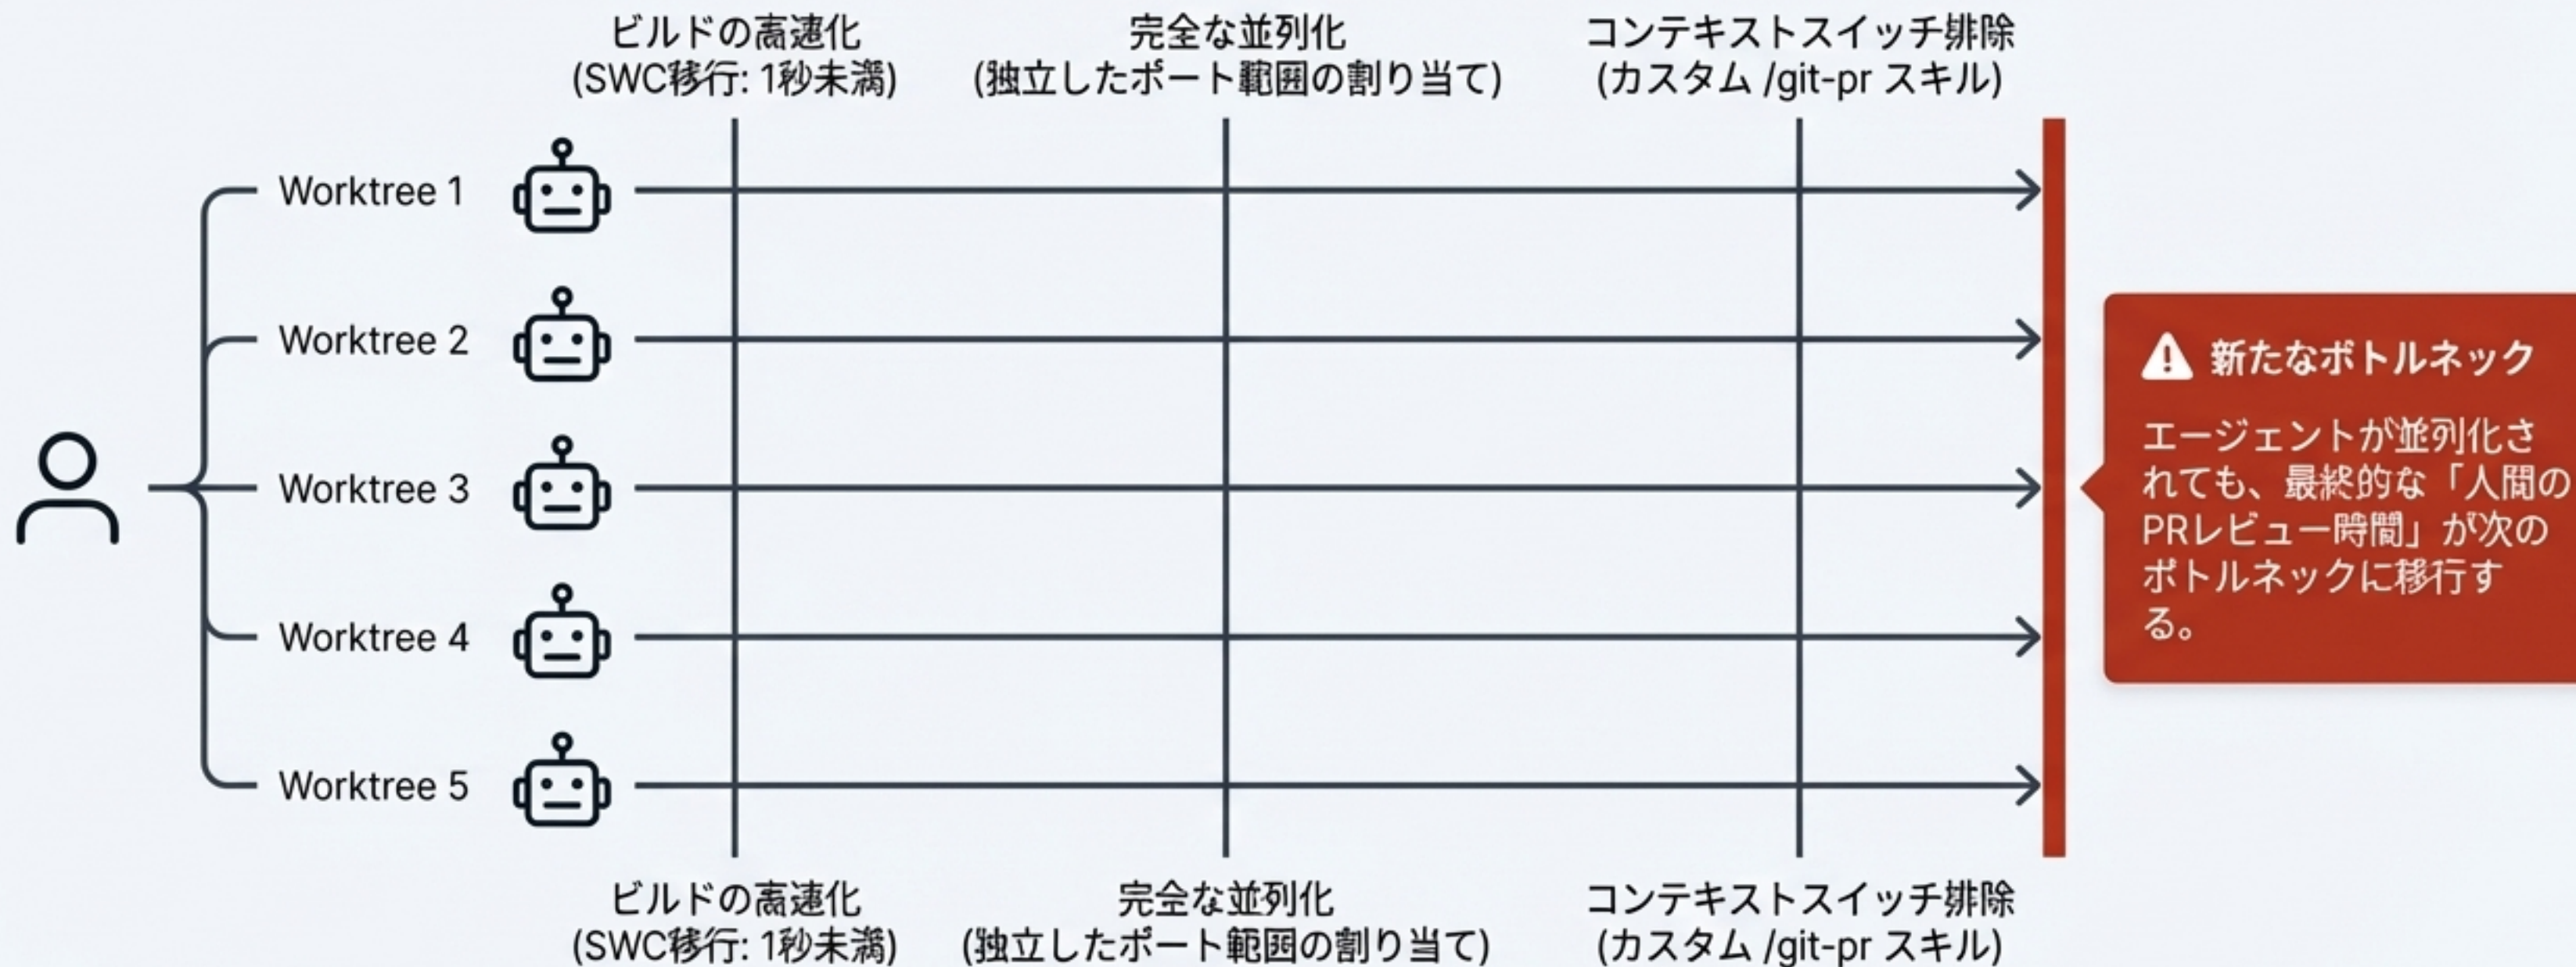 ビルドの高速化
(SWC移行: 1秒未満)
完全な並列化
(独立したポート範囲の割り当て)
コンテキストスイッチ排除
(カスタム /git-pr スキル)
Worktree 1
Worktree 2
Worktree 3
Worktree 4
Worktree 5
新たなボトルネック
エージェントが並列化さ
れても、最終的な「人間の
PRレビュー時間」が次の
ボトルネックに移行す
る。
ビルドの高速化
(SWC移行: 1秒未満)
完全な並列化
(独立したポート範囲の割り当て)
コンテキストスイッチ排除
(カスタム /git-pr スキル)